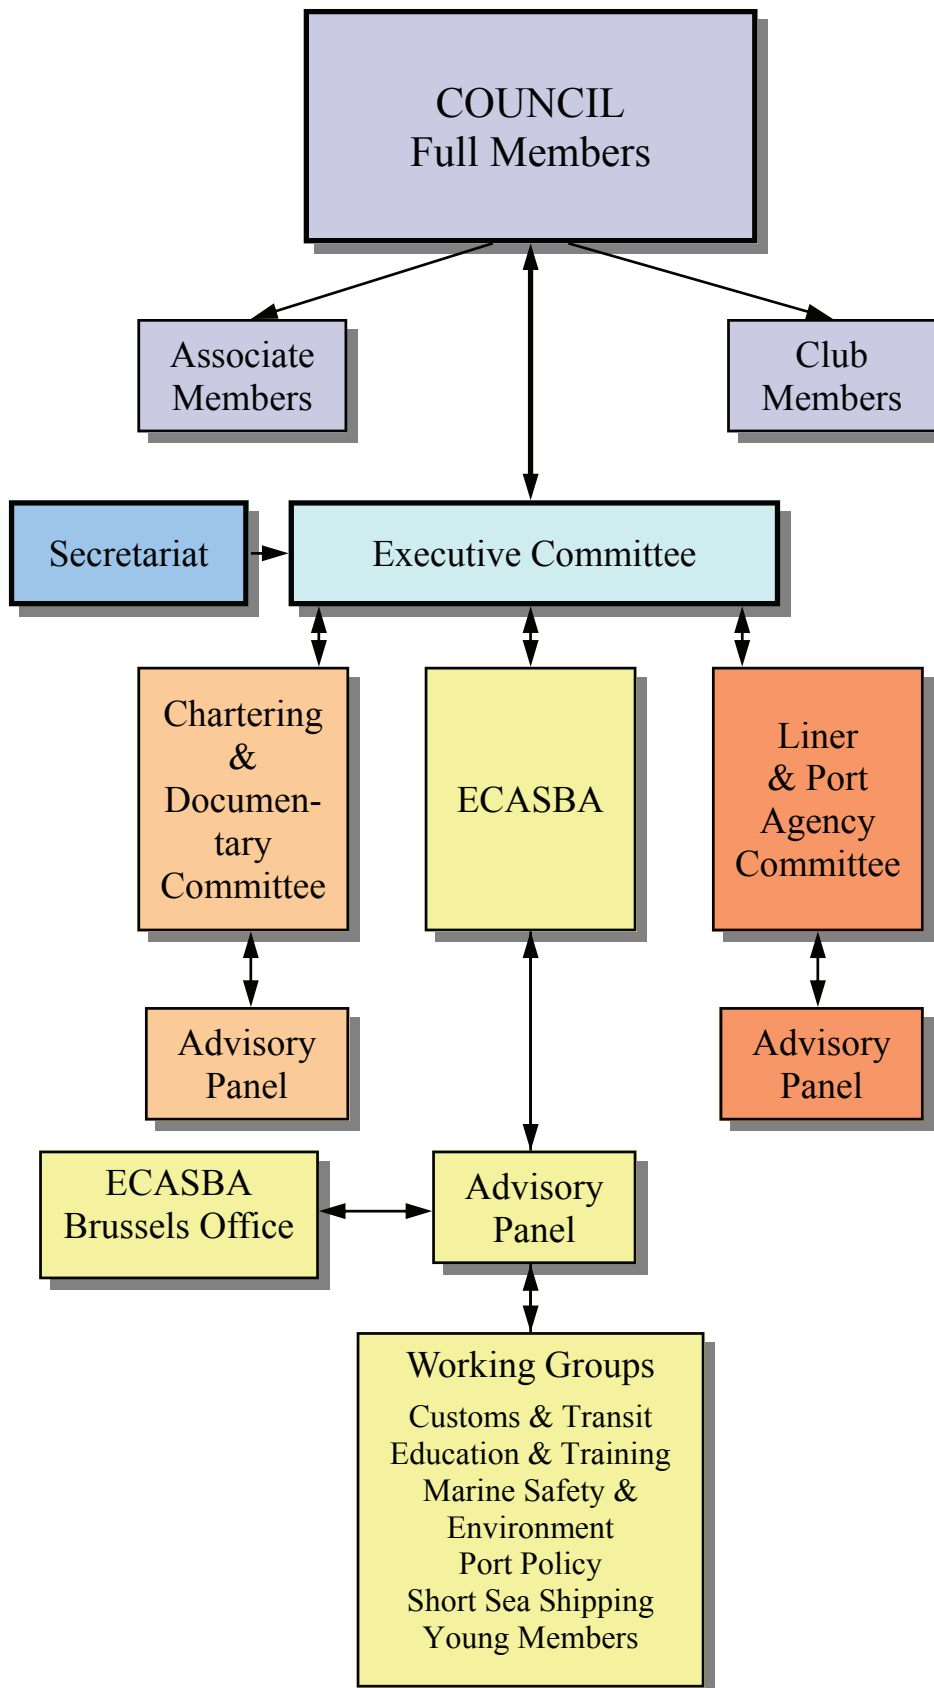 COUNCIL
Full Members
Associate
Members
Club
Members
Secretariat
Executive Committee
Chartering
&
Documen-
tary
Committee
ECASBA
Liner
& Port
Agency
Committee
Advisory
Panel
Advisory
Panel
ECASBA
Brussels Office
Advisory
Panel
Working Groups
Customs & Transit
Education & Training
Marine Safety &
Environment
Port Policy
Short Sea Shipping
Young Members